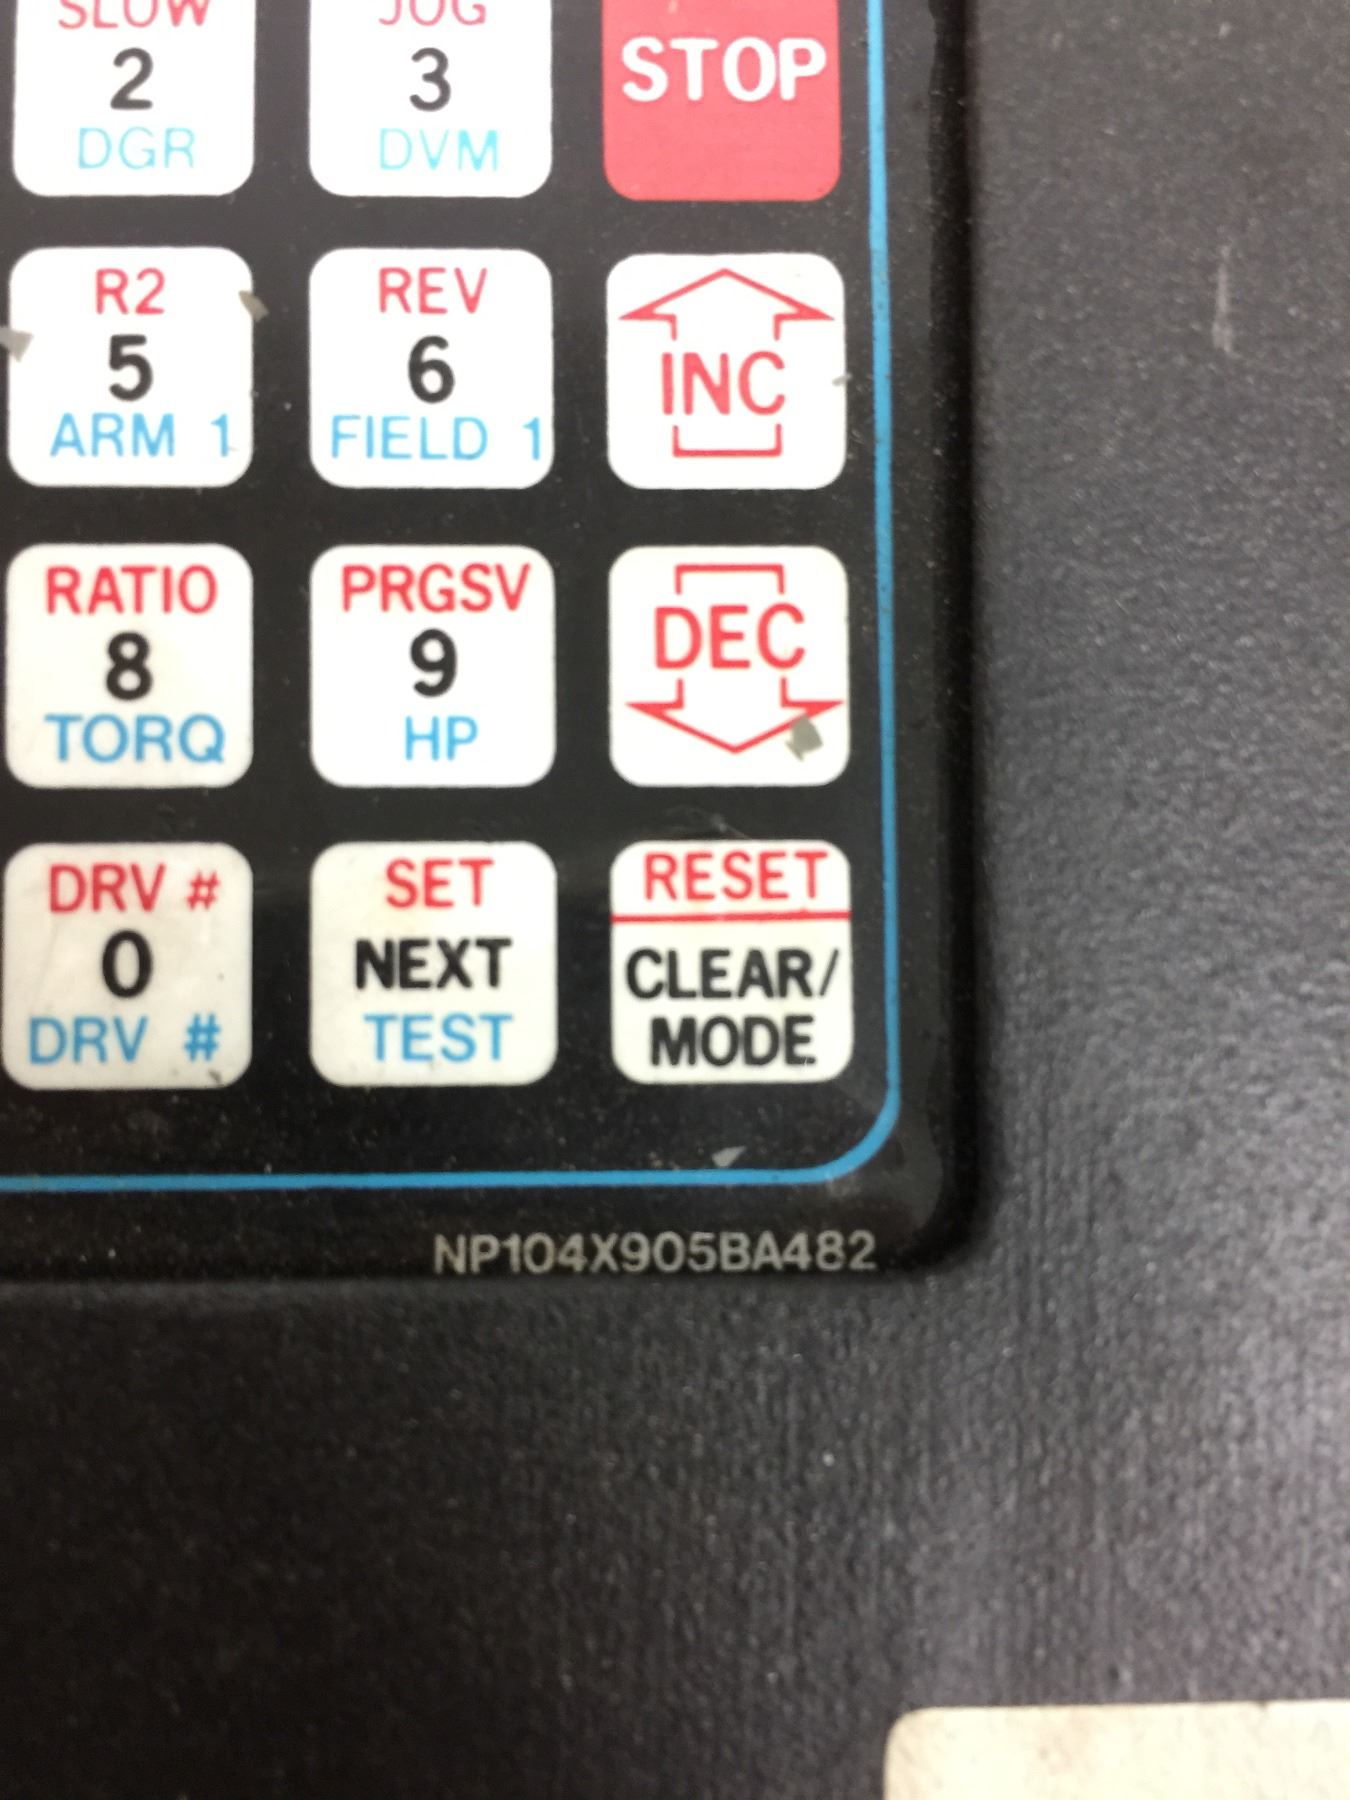 SLOW
2
DGR
JOG
3
DVM
STOP
R2
5
ARM 1
REV
6
FIELD 1
INC
RATIO
8
TORQ
PRGSV
9
HP
DEC
DRV #
0
DRV #
SET
NEXT
TEST
RESET
CLEAR/
MODE
NP104X905BA482